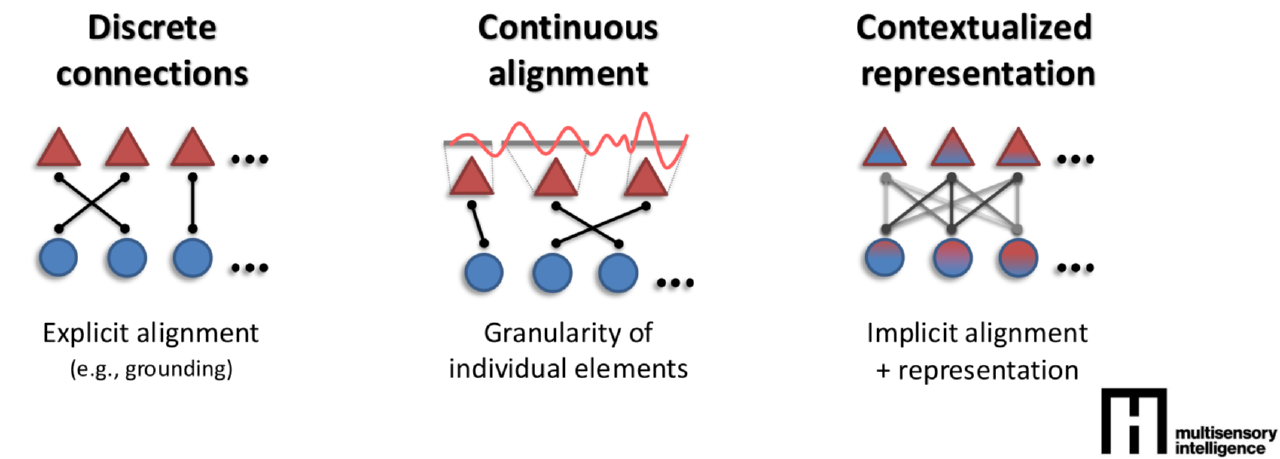 Discrete
connections
Continuous
alignment
Contextualized
representation
Explicit alignment
(e.g., grounding)
Granularity of
individual elements
Implicit alignment
+ representation
multisensory
intelligence